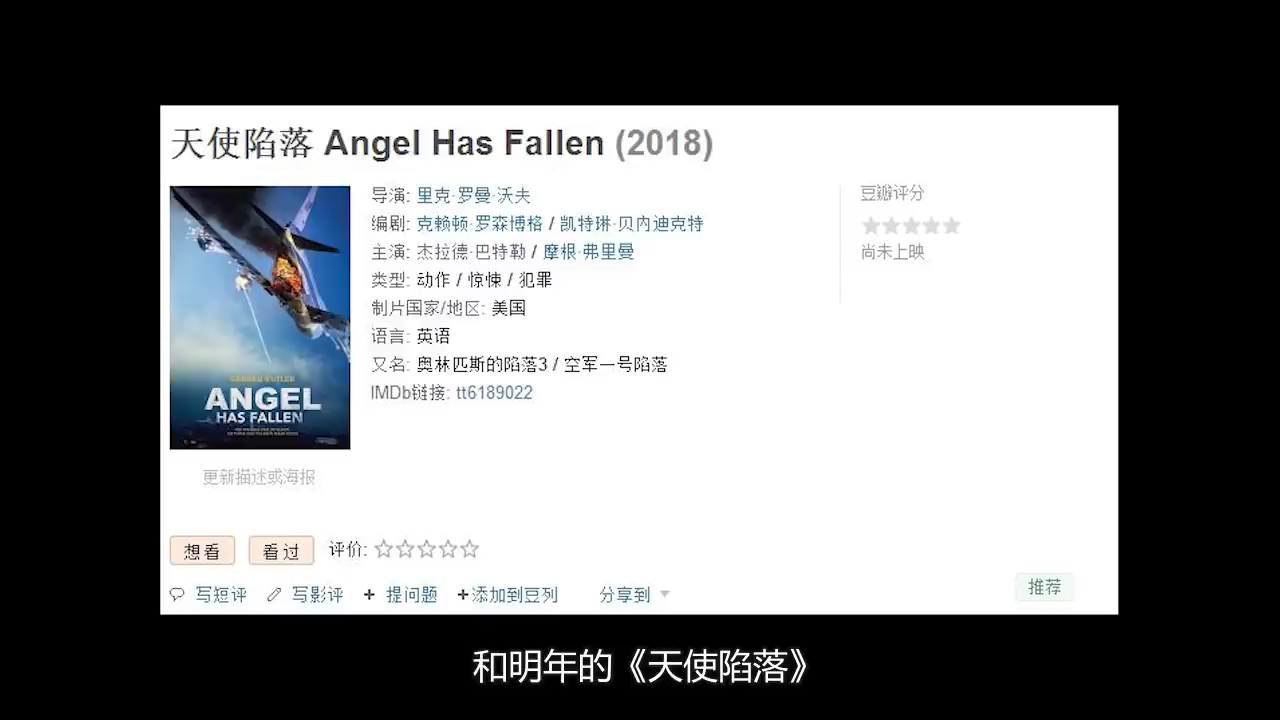 天使陷落 Angel Has Fallen (2018)
导演: 里克·罗曼·沃夫
编剧: 克赖顿·罗森博格 / 凯特琳·贝内迪克特
主演: 杰拉德·巴特勒 / 摩根·弗里曼
类型: 动作 / 惊悚 / 犯罪
制片国家/地区: 美国
语言: 英语
又名: 奥林匹斯的陷落3 / 空军一号陷落
IMDb链接: tt6189022
豆瓣评分
尚未上映
GERARD BUTLER
ANGEL
HAS FALLEN
更新描述或海报
想看 看过 评价:
写短评 写影评 + 提问题 +添加到豆列 分享到
推荐
和明年的《天使陷落》